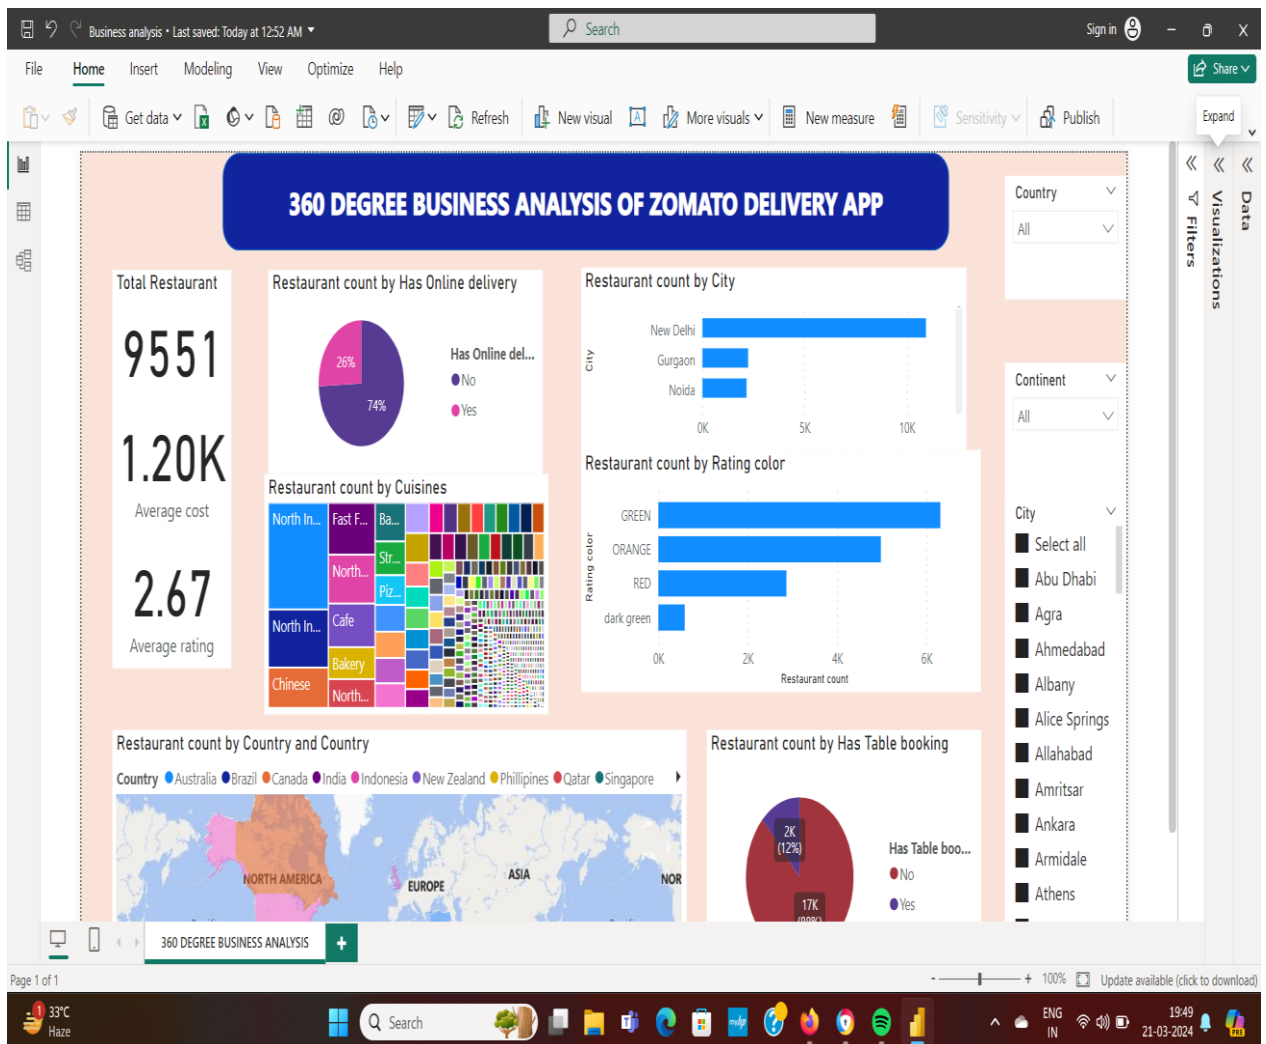 Business analysis • Last saved: Today at 12:52 AM
Search
Sign in
File
Home
Insert
Modeling
View
Optimize
Help
Share
Get data
Refresh
New visual
More visuals
New measure
Sensitivity
Publish
Expand
360 DEGREE BUSINESS ANALYSIS OF ZOMATO DELIVERY APP
Filters
Visualizations
Data
Country
All
Continent
All
City
Select all
Abu Dhabi
Agra
Ahmedabad
Albany
Alice Springs
Allahabad
Amritsar
Ankara
Armidale
Athens
Total Restaurant
9551
1.20K
Average cost
2.67
Average rating
Restaurant count by Has Online delivery
26%
74%
Has Online del...
No
Yes
Restaurant count by City
City
New Delhi
Gurgaon
Noida
0K
5K
10K
Restaurant count by Cuisines
North In...
Fast F...
Ba...
Str...
North...
Piz...
North In...
Cafe
Bakery
Chinese
North...
Restaurant count by Rating color
Rating color
GREEN
ORANGE
RED
dark green
0K
2K
4K
6K
Restaurant count
Restaurant count by Country and Country
Country Australia Brazil Canada India Indonesia New Zealand Phillipines Qatar Singapore
NORTH AMERICA
EUROPE
ASIA
NOR
Restaurant count by Has Table booking
2K
(12%)
17K
(88%)
Has Table boo...
No
Yes
360 DEGREE BUSINESS ANALYSIS
+
Page 1 of 1
- + 100%
Update available (click to download)
1
33°C
Haze
Search
myhp
PRE
ENG
IN
19:49
21-03-2024